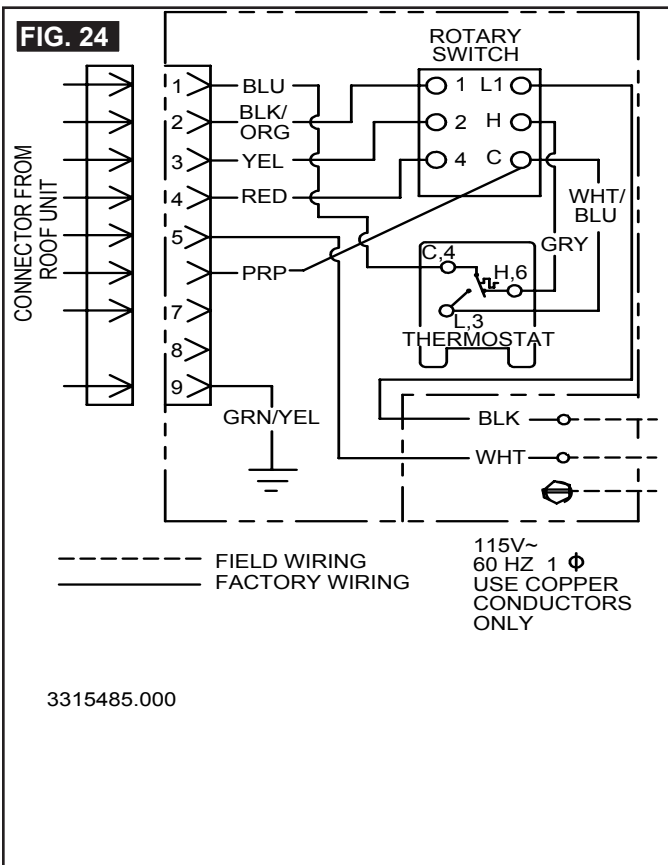 FIG. 24
ROTARY
SWITCH
CONNECTOR FROM
ROOF UNIT
1 BLU
2 BLK/
ORG
3 YEL
4 RED
5
PRP
7
8
9
GRN/YEL
1 L1
2 H
4 C
WHT/
BLU
GRY
C,4
H,6
L,3
THERMOSTAT
BLK
WHT
FIELD WIRING
FACTORY WIRING
115V~
60 HZ 1 Φ
USE COPPER
CONDUCTORS
ONLY
3315485.000